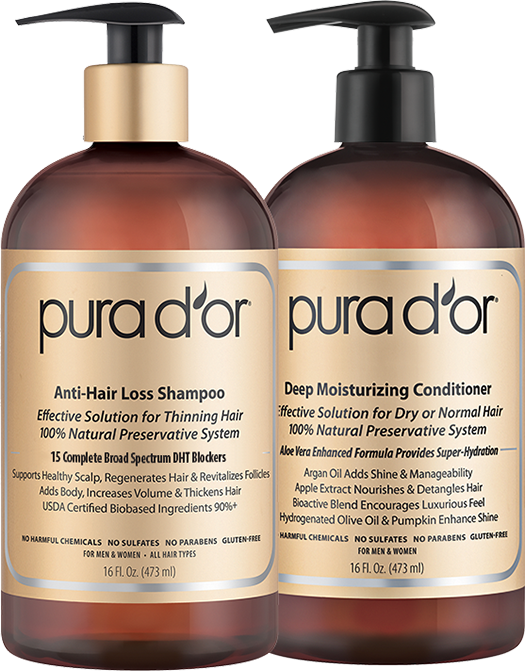 pura d'or®
Anti-Hair Loss Shampoo
Effective Solution for Thinning Hair
100% Natural Preservative System
15 Complete Broad Spectrum DHT Blockers
Supports Healthy Scalp, Regenerates Hair & Revitalizes Follicles
Adds Body, Increases Volume & Thickens Hair
USDA Certified Biobased Ingredients 90%+
NO HARMFUL CHEMICALS NO SULFATES NO PARABENS GLUTEN-FREE
FOR MEN & WOMEN • ALL HAIR TYPES
16 Fl. Oz. (473 ml)
pura d'or®
Deep Moisturizing Conditioner
Effective Solution for Dry or Normal Hair
100% Natural Preservative System
Aloe Vera Enhanced Formula Provides Super-Hydration
Argan Oil Adds Shine & Manageability
Apple Extract Nourishes & Detangles Hair
Bioactive Blend Encourages Luxurious Feel
Hydrogenated Olive Oil & Pumpkin Enhance Shine
HARMFUL CHEMICALS NO SULFATES NO PARABENS GLUTEN-FREE
FOR MEN & WOMEN
16 Fl. Oz. (473 ml)